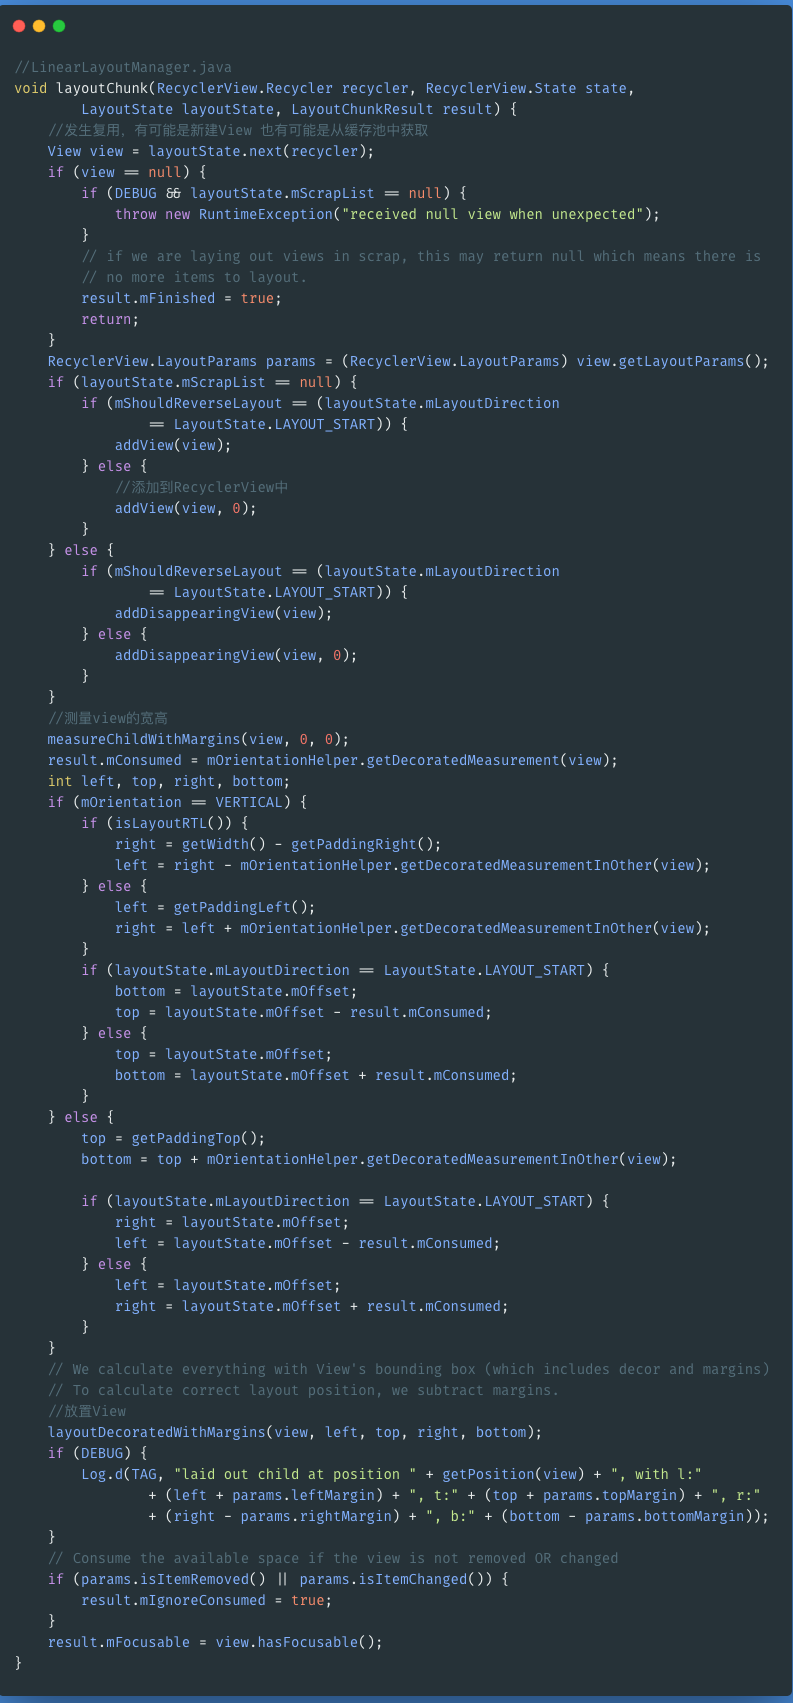 //LinearLayoutManager.java
void layoutChunk(RecyclerView.Recycler recycler, RecyclerView.State state,
        LayoutState layoutState, LayoutChunkResult result) {
    //发生复用，有可能是新建View 也有可能是从缓存池中获取
    View view = layoutState.next(recycler);
    if (view == null) {
        if (DEBUG && layoutState.mScrapList == null) {
            throw new RuntimeException("received null view when unexpected");
        }
        // if we are laying out views in scrap, this may return null which means there is
        // no more items to layout.
        result.mFinished = true;
        return;
    }
    RecyclerView.LayoutParams params = (RecyclerView.LayoutParams) view.getLayoutParams();
    if (layoutState.mScrapList == null) {
        if (mShouldReverseLayout == (layoutState.mLayoutDirection
                == LayoutState.LAYOUT_START)) {
            addView(view);
        } else {
            //添加到RecyclerView中
            addView(view, 0);
        }
    } else {
        if (mShouldReverseLayout == (layoutState.mLayoutDirection
                == LayoutState.LAYOUT_START)) {
            addDisappearingView(view);
        } else {
            addDisappearingView(view, 0);
        }
    }
    //测量view的宽高
    measureChildWithMargins(view, 0, 0);
    result.mConsumed = mOrientationHelper.getDecoratedMeasurement(view);
    int left, top, right, bottom;
    if (mOrientation == VERTICAL) {
        if (isLayoutRTL()) {
            right = getWidth() - getPaddingRight();
            left = right - mOrientationHelper.getDecoratedMeasurementInOther(view);
        } else {
            left = getPaddingLeft();
            right = left + mOrientationHelper.getDecoratedMeasurementInOther(view);
        }
        if (layoutState.mLayoutDirection == LayoutState.LAYOUT_START) {
            bottom = layoutState.mOffset;
            top = layoutState.mOffset - result.mConsumed;
        } else {
            top = layoutState.mOffset;
            bottom = layoutState.mOffset + result.mConsumed;
        }
    } else {
        top = getPaddingTop();
        bottom = top + mOrientationHelper.getDecoratedMeasurementInOther(view);

        if (layoutState.mLayoutDirection == LayoutState.LAYOUT_START) {
            right = layoutState.mOffset;
            left = layoutState.mOffset - result.mConsumed;
        } else {
            left = layoutState.mOffset;
            right = layoutState.mOffset + result.mConsumed;
        }
    }
    // We calculate everything with View's bounding box (which includes decor and margins)
    // To calculate correct layout position, we subtract margins.
    //放置View
    layoutDecoratedWithMargins(view, left, top, right, bottom);
    if (DEBUG) {
        Log.d(TAG, "laid out child at position " + getPosition(view) + ", with l:"
                + (left + params.leftMargin) + ", t:" + (top + params.topMargin) + ", r:"
                + (right - params.rightMargin) + ", b:" + (bottom - params.bottomMargin));
    }
    // Consume the available space if the view is not removed OR changed
    if (params.isItemRemoved() || params.isItemChanged()) {
        result.mIgnoreConsumed = true;
    }
    result.mFocusable = view.hasFocusable();
}